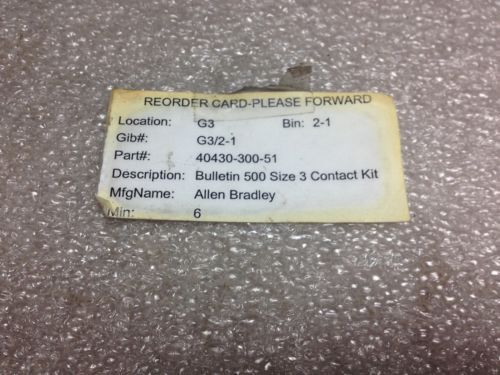 REORDER CARD-PLEASE FORWARD
Location: G3 Bin: 2-1
Gib#: G3/2-1
Part#: 40430-300-51
Description: Bulletin 500 Size 3 Contact Kit
MfgName: Allen Bradley
Min: 6